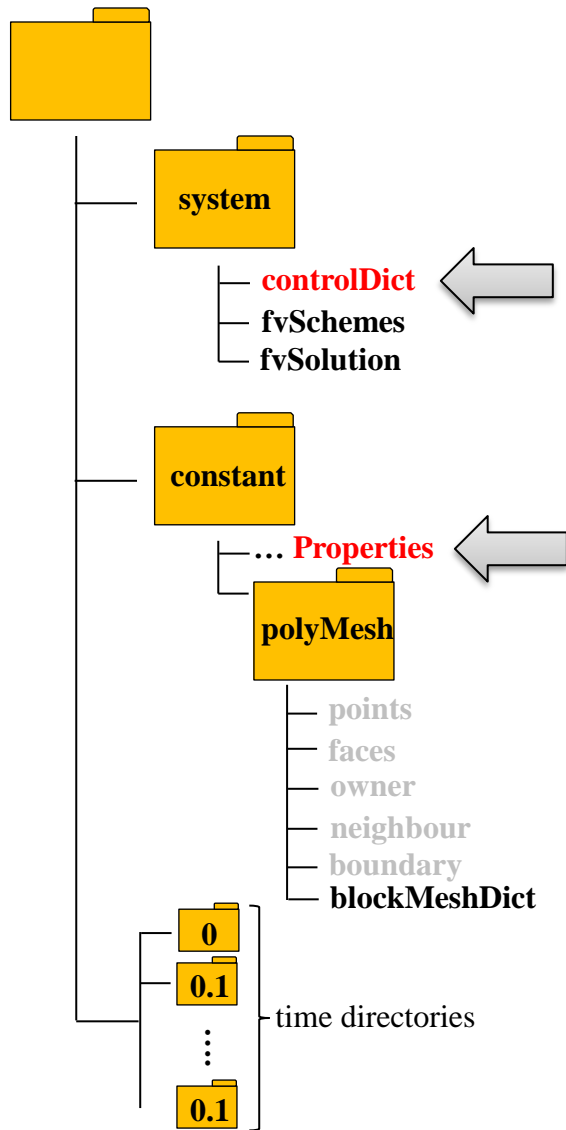 system
controlDict
fvSchemes
fvSolution
constant
... Properties
polyMesh
points
faces
owner
neighbour
boundary
blockMeshDict
0
0.1
time directories
....
0.1